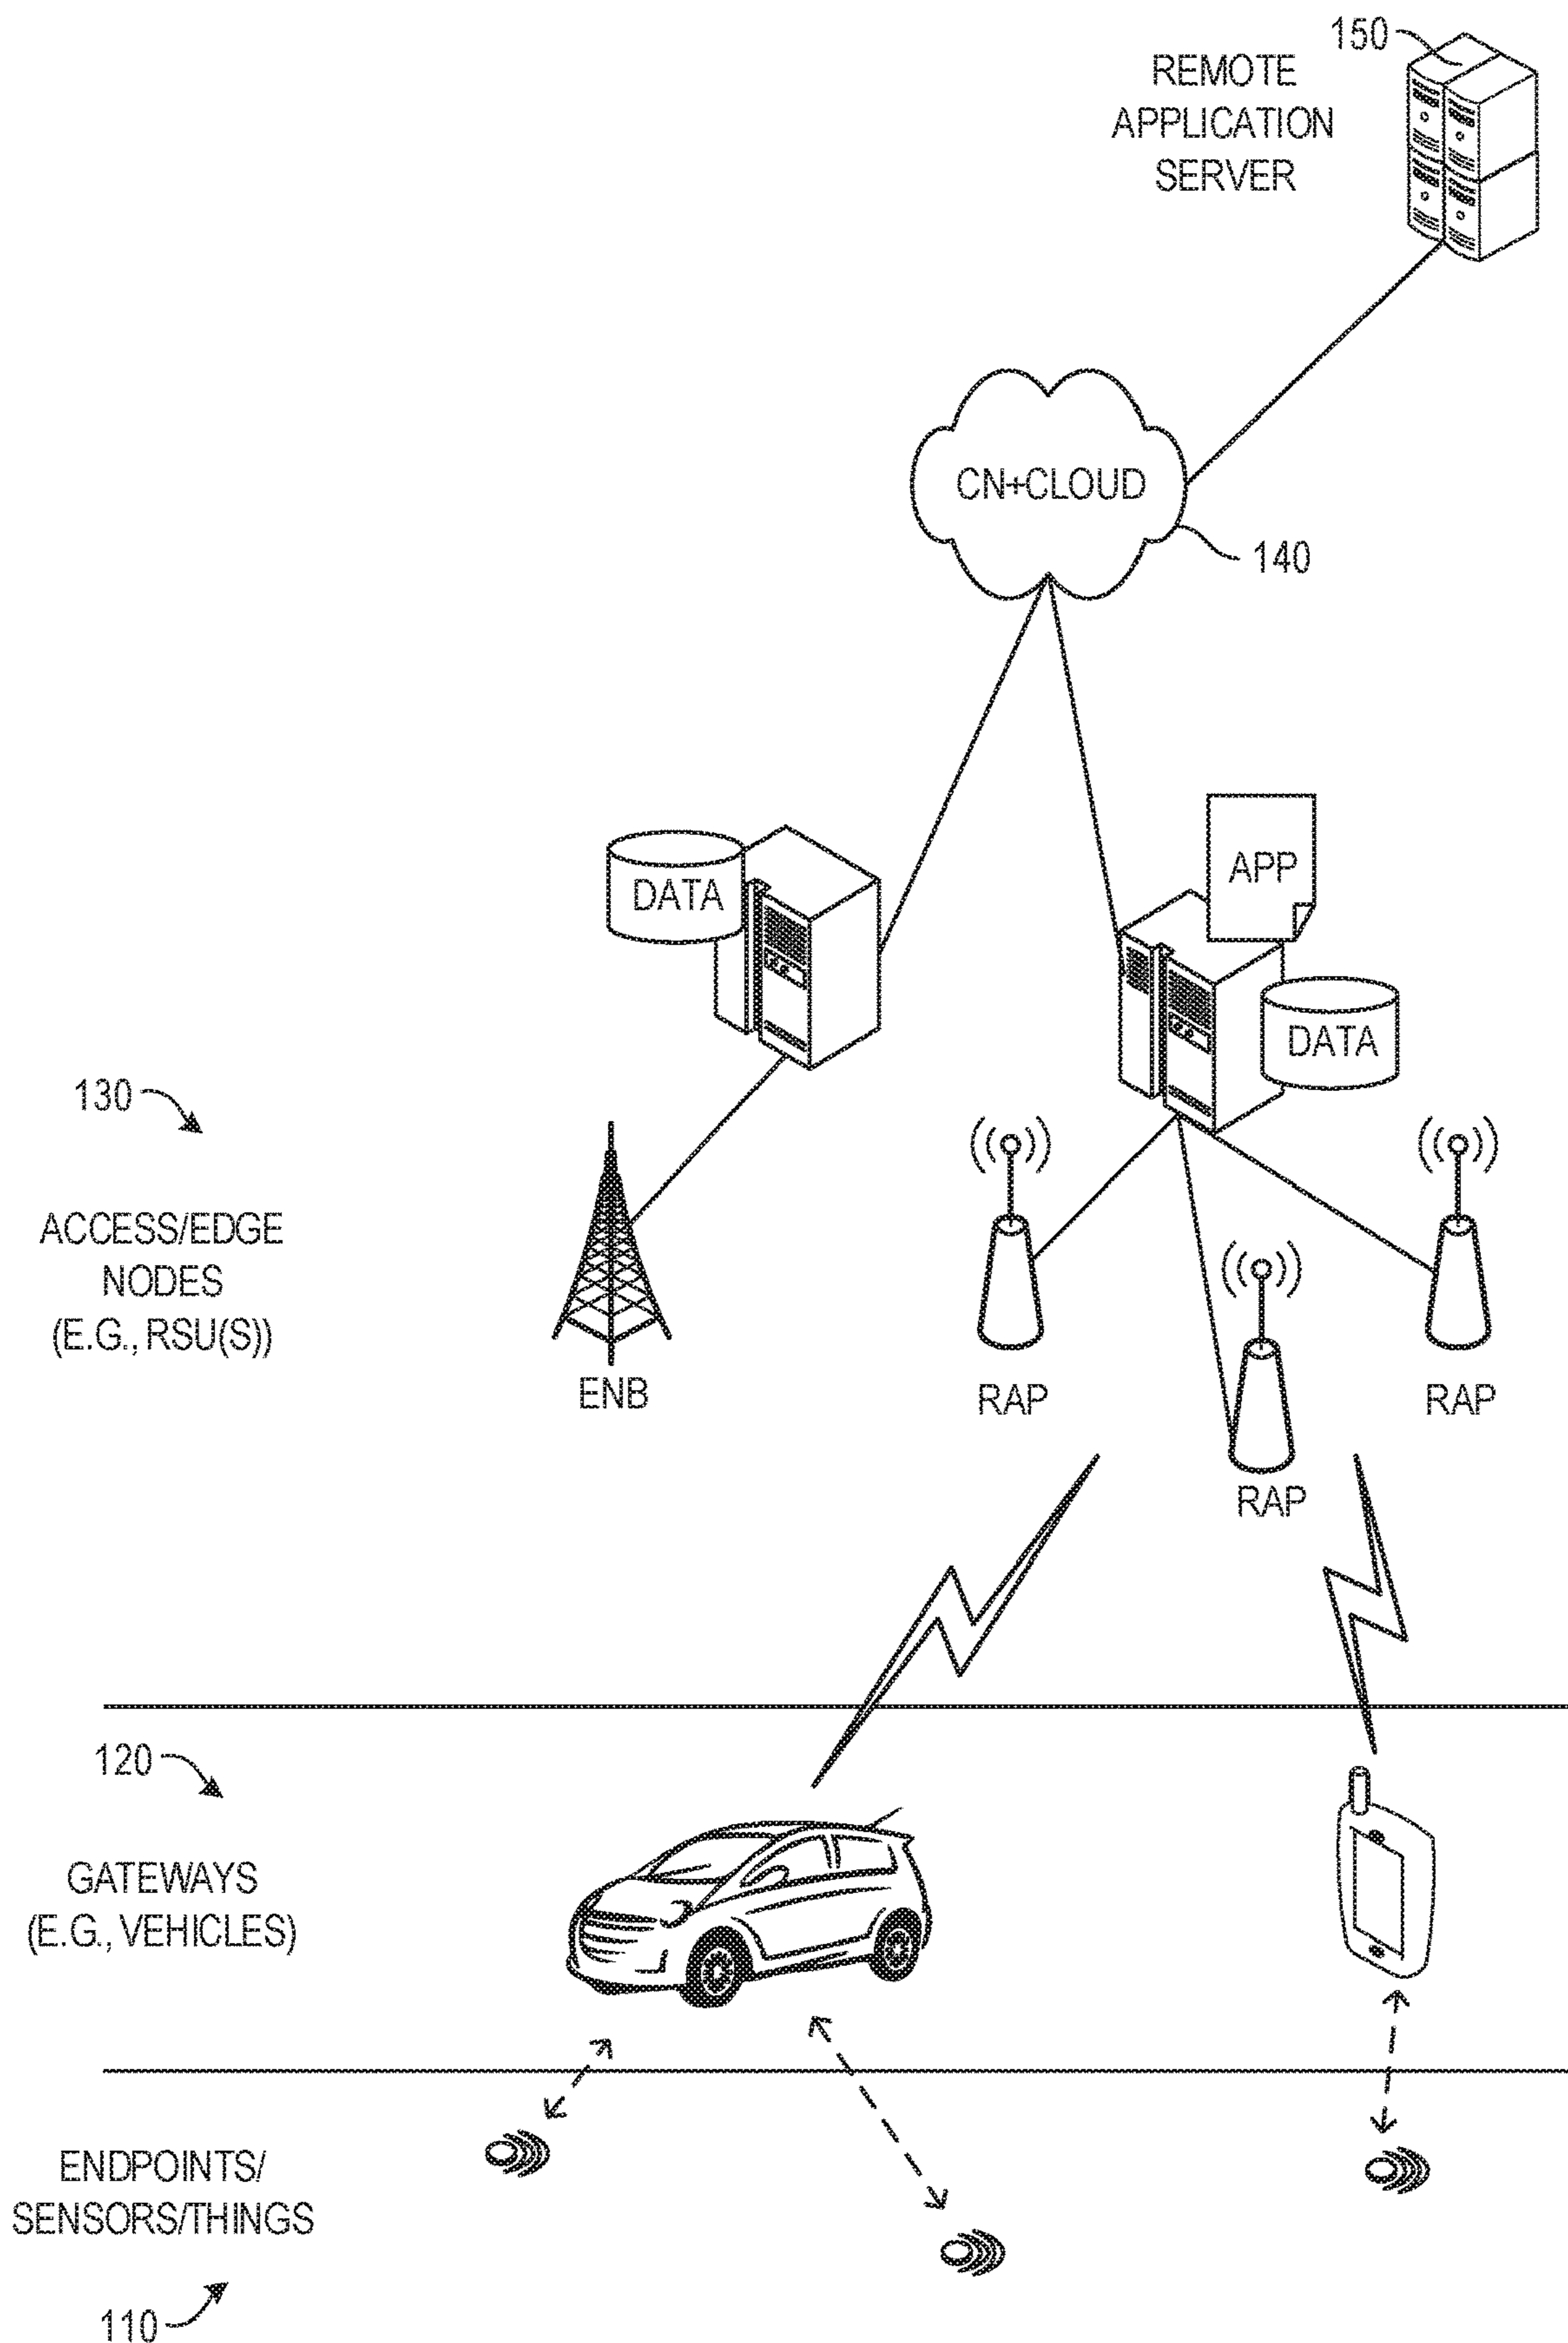 150
REMOTE
APPLICATION
SERVER
CN+CLOUD
140
APP
DATA
DATA
130
ACCESS/EDGE
NODES
(E.G., RSU(S))
ENB
RAP
RAP
RAP
120
GATEWAYS
(E.G., VEHICLES)
ENDPOINTS/
SENSORS/THINGS
110